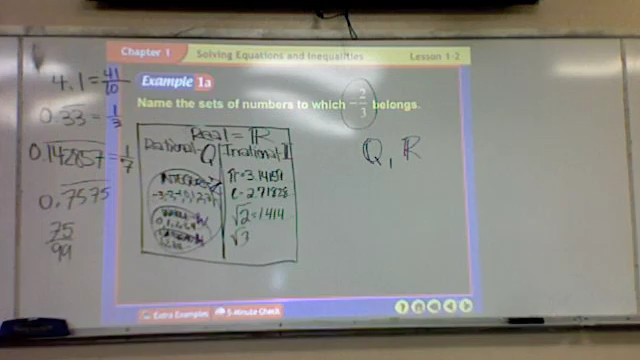 Chapter 1
Solving Equations and Inequalities
Lesson 1-2
Example 1a
Name the sets of numbers to which -2/3 belongs.
4.1 = 41/10
0.33 = 1/3
0.142857 = 1/7
0.7575
75/99
Real = ℝ
Rational-Q
Irrational-I
π = 3.14159
e = 2.71828
√2 = 1.414
√3
Q, ℝ
Extra Examples
5-Minute Check